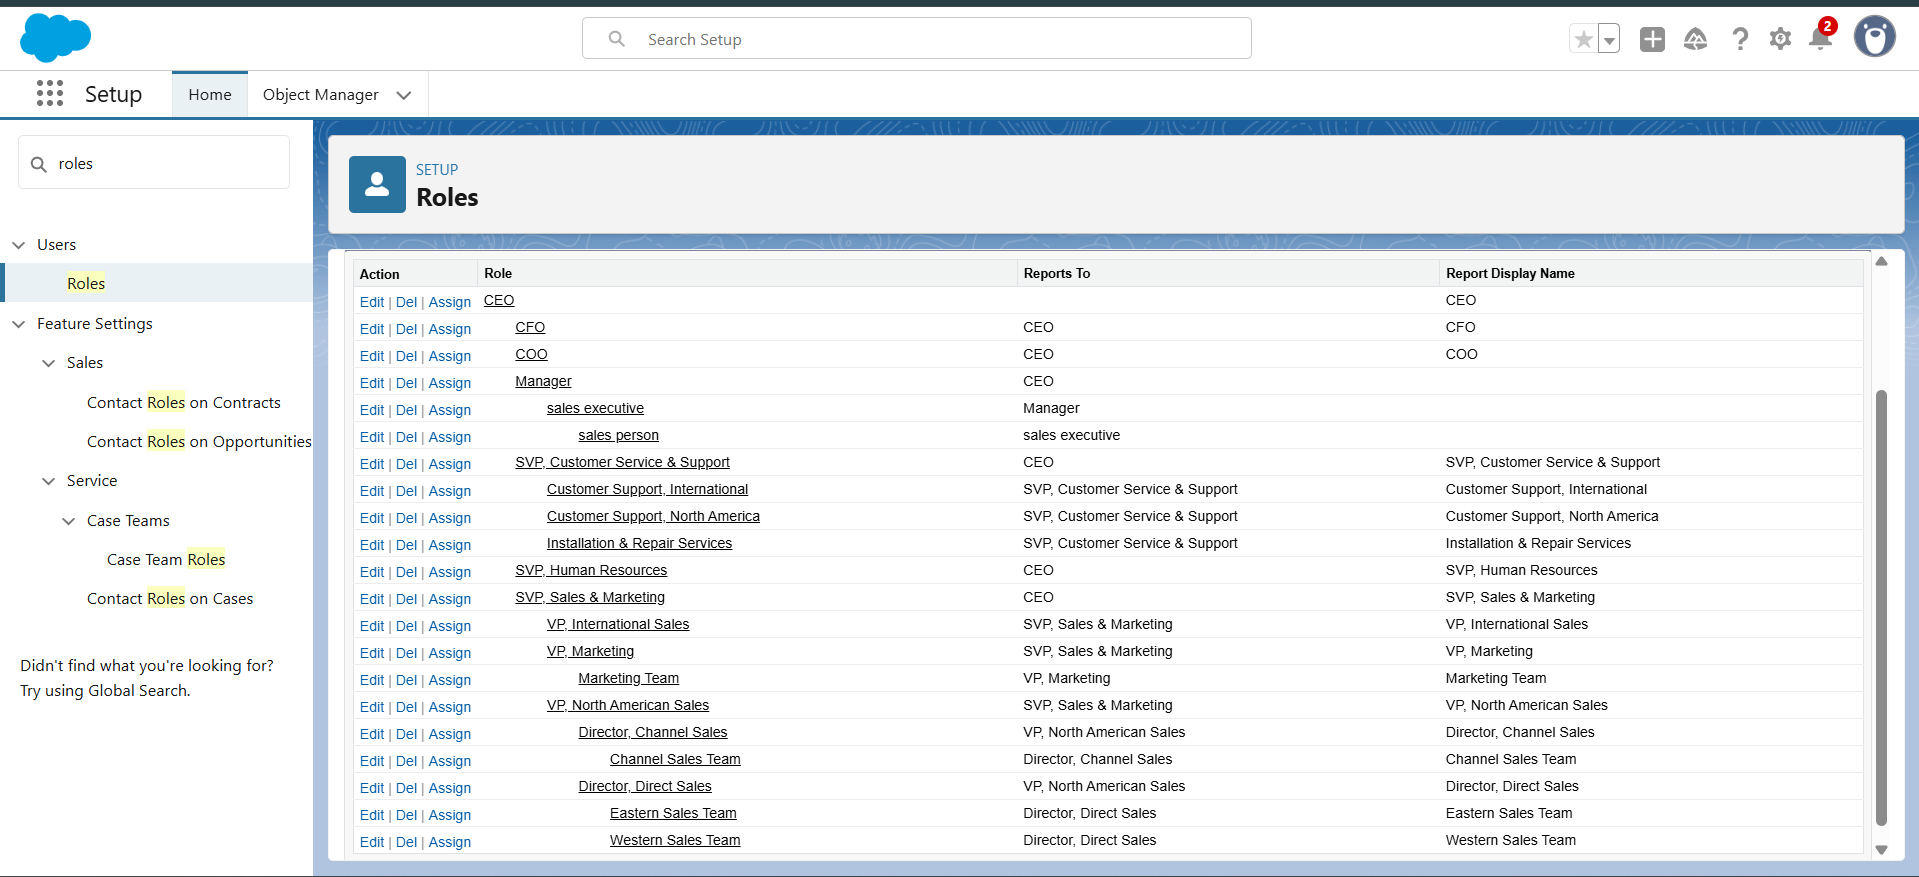 Search Setup
2
Setup
Home
Object Manager
roles
Users
Roles
Feature Settings
Sales
Contact Roles on Contracts
Contact Roles on Opportunities
Service
Case Teams
Case Team Roles
Contact Roles on Cases
Didn't find what you're looking for?
Try using Global Search.
SETUP
Roles
Action Role Reports To Report Display Name
Edit | Del | Assign CEO CEO
Edit | Del | Assign CFO CEO CFO
Edit | Del | Assign COO CEO COO
Edit | Del | Assign Manager CEO
Edit | Del | Assign sales executive Manager
Edit | Del | Assign sales person sales executive
Edit | Del | Assign SVP, Customer Service & Support CEO SVP, Customer Service & Support
Edit | Del | Assign Customer Support, International SVP, Customer Service & Support Customer Support, International
Edit | Del | Assign Customer Support, North America SVP, Customer Service & Support Customer Support, North America
Edit | Del | Assign Installation & Repair Services SVP, Customer Service & Support Installation & Repair Services
Edit | Del | Assign SVP, Human Resources CEO SVP, Human Resources
Edit | Del | Assign SVP, Sales & Marketing CEO SVP, Sales & Marketing
Edit | Del | Assign VP, International Sales SVP, Sales & Marketing VP, International Sales
Edit | Del | Assign VP, Marketing SVP, Sales & Marketing VP, Marketing
Edit | Del | Assign Marketing Team VP, Marketing Marketing Team
Edit | Del | Assign VP, North American Sales SVP, Sales & Marketing VP, North American Sales
Edit | Del | Assign Director, Channel Sales VP, North American Sales Director, Channel Sales
Edit | Del | Assign Channel Sales Team Director, Channel Sales Channel Sales Team
Edit | Del | Assign Director, Direct Sales VP, North American Sales Director, Direct Sales
Edit | Del | Assign Eastern Sales Team Director, Direct Sales Eastern Sales Team
Edit | Del | Assign Western Sales Team Director, Direct Sales Western Sales Team